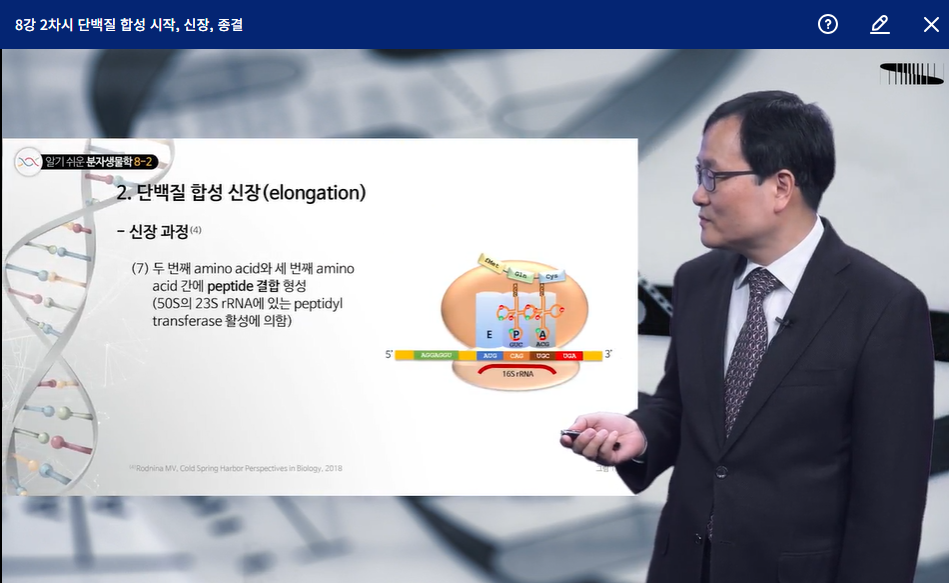 8강 2차시 단백질 합성 시작, 신장, 종결
알기 쉬운 분자생물학 8-2
2. 단백질 합성 신장(elongation)
- 신장 과정(4)
(7) 두 번째 amino acid와 세 번째 amino
acid 간에 peptide 결합 형성
(50S의 23S rRNA에 있는 peptidyl
transferase 활성에 의함)
fMet Gln Cys
E P A
GUC ACG
5' AGGAGGU AUG CAG UGC UGA 3'
16S rRNA
(4)Rodnina MV, Cold Spring Harbor Perspectives in Biology, 2018
그림